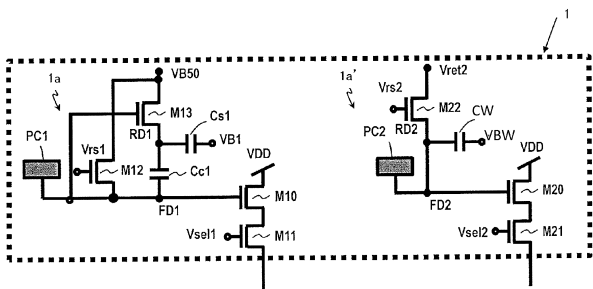 1
1a
VB50
1a'
Vret2
M13
Cs1
Vrs2
M22
RD1
VB1
RD2
CW
PC1
Vrs1
PC2
VBW
M12
VDD
VDD
Cc1
M10
M20
FD1
FD2
Vsel1
M11
Vsel2
M21